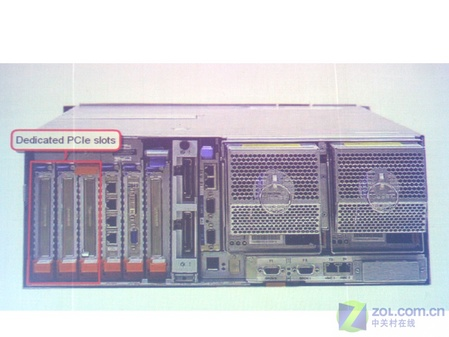 Dedicated PCIe slots
ZOL.COM.CN
中关村在线